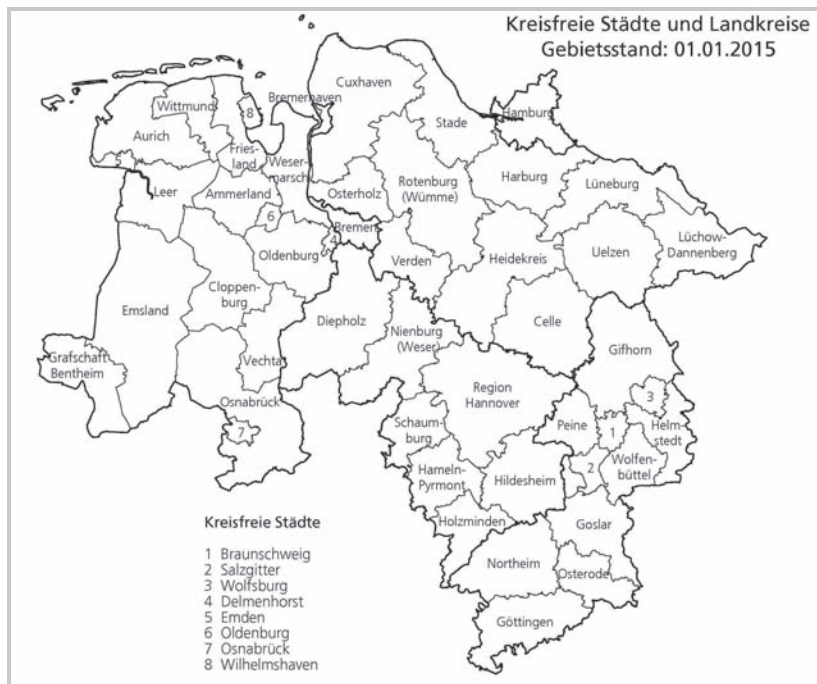 Kreisfreie Städte und Landkreise
Gebietsstand: 01.01.2015
Cuxhaven
Bremerhaven
Wittmund
8
Hamburg
Stade
Aurich
Fries-
land
5
Weser-
marsch
Harburg
Lüneburg
Leer
Ammerland
Osterholz
Rotenburg
(Wümme)
6
Bremen
4
Oldenburg
Verden
Heidekreis
Uelzen
Lüchow-
Dannenberg
Cloppen-
burg
Emsland
Diepholz
Nienburg
(Weser)
Celle
Gifhorn
Grafschaft
Bentheim
Vechta
Region
Hannover
Osnabrück
3
7
Schaum-
burg
Peine
1
Helm-
stedt
Hameln-
Pyrmont
Hildesheim
2
Wolfen-
büttel
Holzminden
Goslar
Northeim
Osterode
Göttingen
Kreisfreie Städte
1 Braunschweig
2 Salzgitter
3 Wolfsburg
4 Delmenhorst
5 Emden
6 Oldenburg
7 Osnabrück
8 Wilhelmshaven